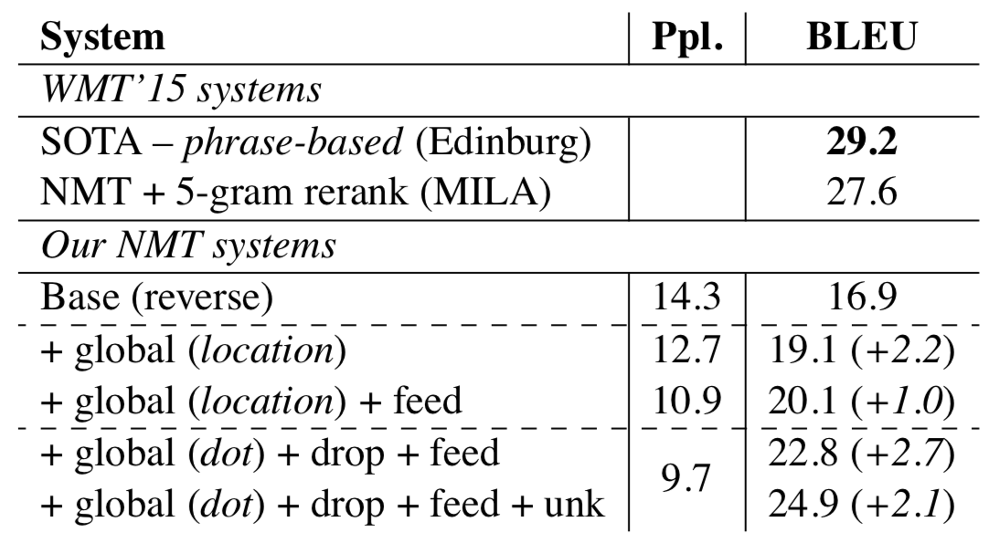 System Ppl. BLEU
WMT’15 systems
SOTA – phrase-based (Edinburg) 29.2
NMT + 5-gram rerank (MILA) 27.6
Our NMT systems
Base (reverse) 14.3 16.9
+ global (location) 12.7 19.1 (+2.2)
+ global (location) + feed 10.9 20.1 (+1.0)
+ global (dot) + drop + feed 9.7 22.8 (+2.7)
+ global (dot) + drop + feed + unk 24.9 (+2.1)